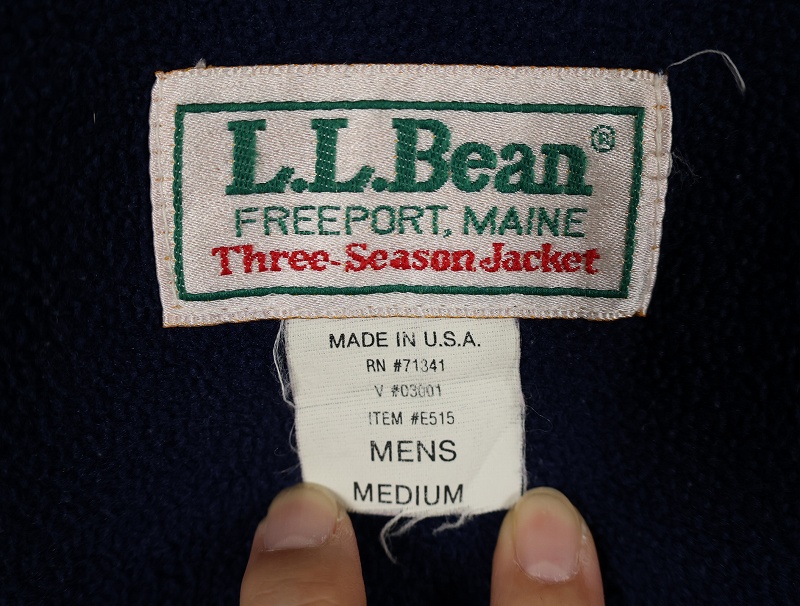 L.L.Bean®
FREEPORT, MAINE
Three-Season Jacket
MADE IN U.S.A.
RN #71341
V #03001
ITEM #E515
MENS
MEDIUM